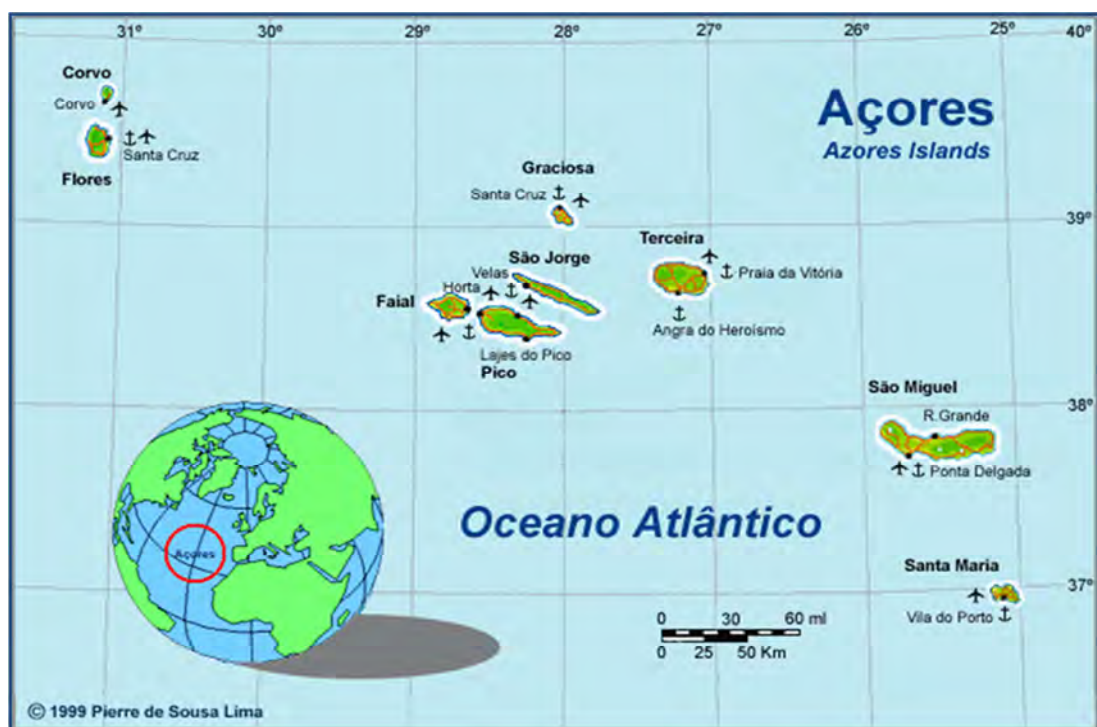 31º 30º 29º 28º 27º 26º 25º 40º
Corvo
Corvo
Santa Cruz
Flores
Açores
Azores Islands
Graciosa
Santa Cruz
39º
Terceira
São Jorge
Praia da Vitória
Velas
Horta
Faial
Angra do Heroísmo
Lajes do Pico
Pico
São Miguel
38º
R.Grande
Ponta Delgada
Oceano Atlântico
Açores
Santa Maria
37º
Vila do Porto
0 30 60 ml
0 25 50 Km
© 1999 Pierre de Sousa Lima